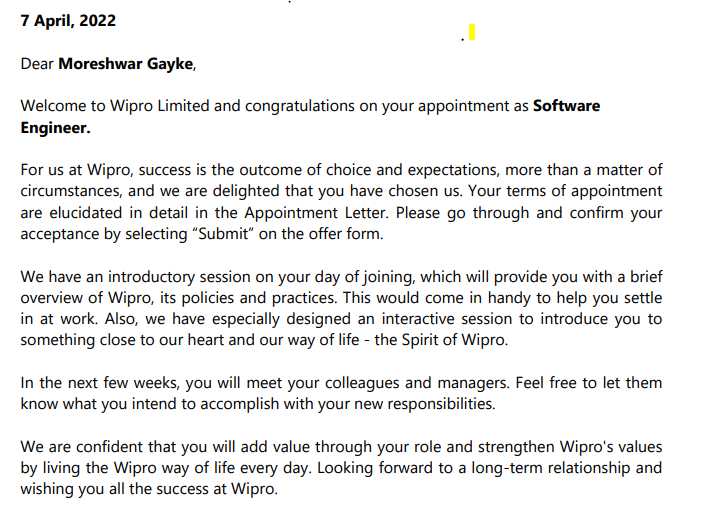 7 April, 2022
Dear Moreshwar Gayke,
Welcome to Wipro Limited and congratulations on your appointment as Software
Engineer.
For us at Wipro, success is the outcome of choice and expectations, more than a matter of
circumstances, and we are delighted that you have chosen us. Your terms of appointment
are elucidated in detail in the Appointment Letter. Please go through and confirm your
acceptance by selecting “Submit” on the offer form.
We have an introductory session on your day of joining, which will provide you with a brief
overview of Wipro, its policies and practices. This would come in handy to help you settle
in at work. Also, we have especially designed an interactive session to introduce you to
something close to our heart and our way of life - the Spirit of Wipro.
In the next few weeks, you will meet your colleagues and managers. Feel free to let them
know what you intend to accomplish with your new responsibilities.
We are confident that you will add value through your role and strengthen Wipro's values
by living the Wipro way of life every day. Looking forward to a long-term relationship and
wishing you all the success at Wipro.